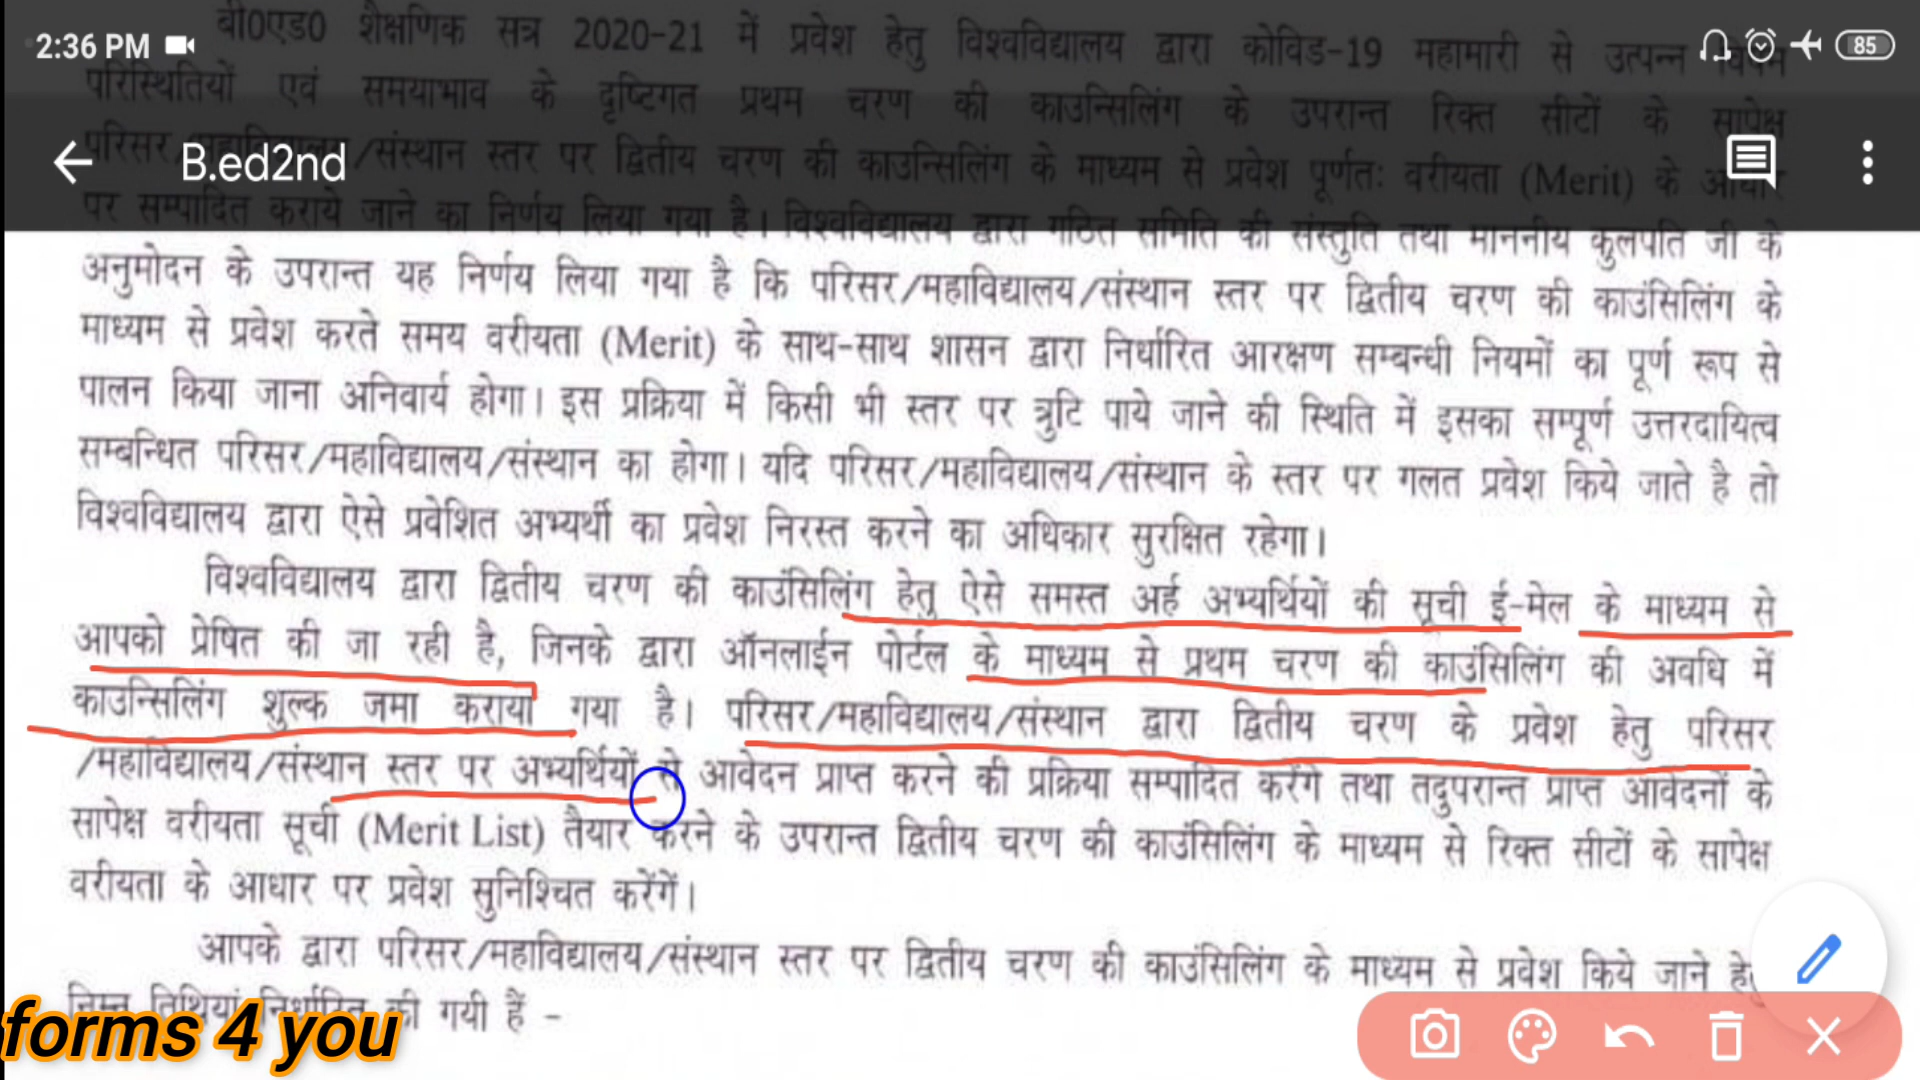 बी0एड0 शैक्षणिक सत्र 2020-21 में प्रवेश हेतु विश्वविद्यालय द्वारा कोविड-19 महामारी से उत्पन्न विषम
2:36 PM
85
परिस्थितियों एवं समयाभाव के दृष्टिगत प्रथम चरण की काउन्सिलिंग के उपरान्त रिक्त सीटों के सापेक्ष
B.ed2nd
परिसर/महाविद्यालय/संस्थान स्तर पर द्वितीय चरण की काउन्सिलिंग के माध्यम से प्रवेश पूर्णतः वरीयता (Merit) के आधार
पर सम्पादित कराये जाने का निर्णय लिया गया है। विश्वविद्यालय द्वारा गठित समिति की संस्तुति तथा माननीय कुलपति जी के
अनुमोदन के उपरान्त यह निर्णय लिया गया है कि परिसर/महाविद्यालय/संस्थान स्तर पर द्वितीय चरण की काउंसिलिंग के
माध्यम से प्रवेश करते समय वरीयता (Merit) के साथ-साथ शासन द्वारा निर्धारित आरक्षण सम्बन्धी नियमों का पूर्ण रूप से
पालन किया जाना अनिवार्य होगा। इस प्रक्रिया में किसी भी स्तर पर त्रुटि पाये जाने की स्थिति में इसका सम्पूर्ण उत्तरदायित्व
सम्बन्धित परिसर/महाविद्यालय/संस्थान का होगा। यदि परिसर/महाविद्यालय/संस्थान के स्तर पर गलत प्रवेश किये जाते है तो
विश्वविद्यालय द्वारा ऐसे प्रवेशित अभ्यर्थी का प्रवेश निरस्त करने का अधिकार सुरक्षित रहेगा।
विश्वविद्यालय द्वारा द्वितीय चरण की काउंसिलिंग हेतु ऐसे समस्त अर्ह अभ्यर्थियों की सूची ई-मेल के माध्यम से
आपको प्रेषित की जा रही है, जिनके द्वारा ऑनलाईन पोर्टल के माध्यम से प्रथम चरण की काउंसिलिंग की अवधि में
काउन्सिलिंग शुल्क जमा कराया गया है। परिसर/महाविद्यालय/संस्थान द्वारा द्वितीय चरण के प्रवेश हेतु परिसर
/महाविद्यालय/संस्थान स्तर पर अभ्यर्थियों से आवेदन प्राप्त करने की प्रक्रिया सम्पादित करेंगे तथा तदुपरान्त प्राप्त आवेदनों के
सापेक्ष वरीयता सूची (Merit List) तैयार करने के उपरान्त द्वितीय चरण की काउंसिलिंग के माध्यम से रिक्त सीटों के सापेक्ष
वरीयता के आधार पर प्रवेश सुनिश्चित करेंगें।
आपके द्वारा परिसर/महाविद्यालय/संस्थान स्तर पर द्वितीय चरण की काउंसिलिंग के माध्यम से प्रवेश किये जाने हेतु
निम्न तिथियां निर्धारित की गयी हैं -
forms 4 you